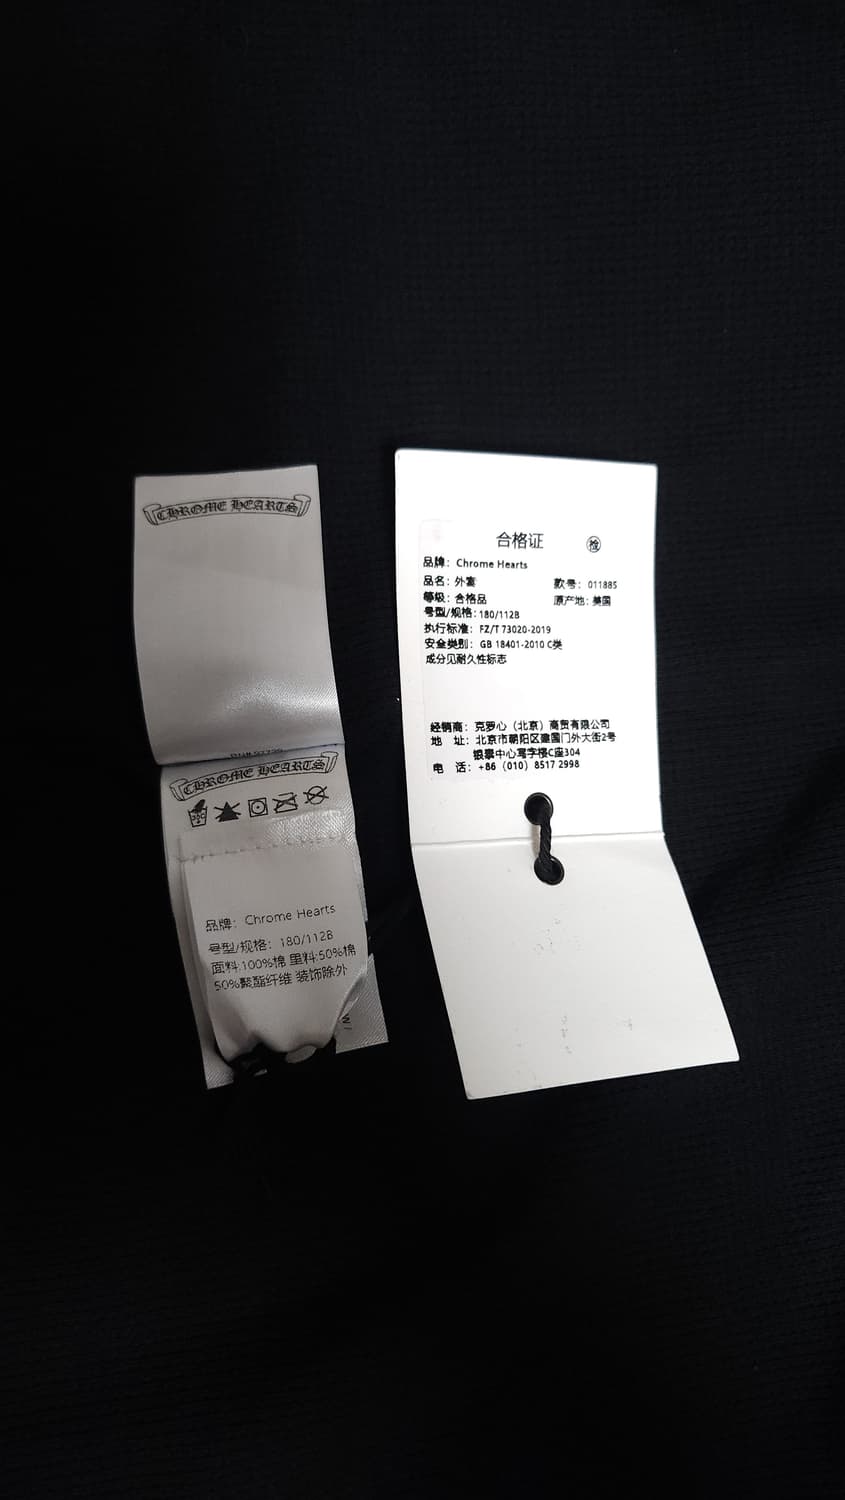 CHROME HEARTS
CHROME HEARTS
品牌：Chrome Hearts
号型/规格：180/112B
面料:100%棉 里料:50%棉
50%聚酯纤维 装饰除外
合格证 检
品牌：Chrome Hearts
品名：外套 款号：011885
等级：合格品 原产地：美国
号型/规格：180/112B
执行标准：FZ/T 73020-2019
安全类别：GB 18401-2010 C类
成分见耐久性标志
经销商：克罗心（北京）商贸有限公司
地 址：北京市朝阳区建国门外大街2号
银泰中心写字楼C座304
电 话：+86（010）8517 2998